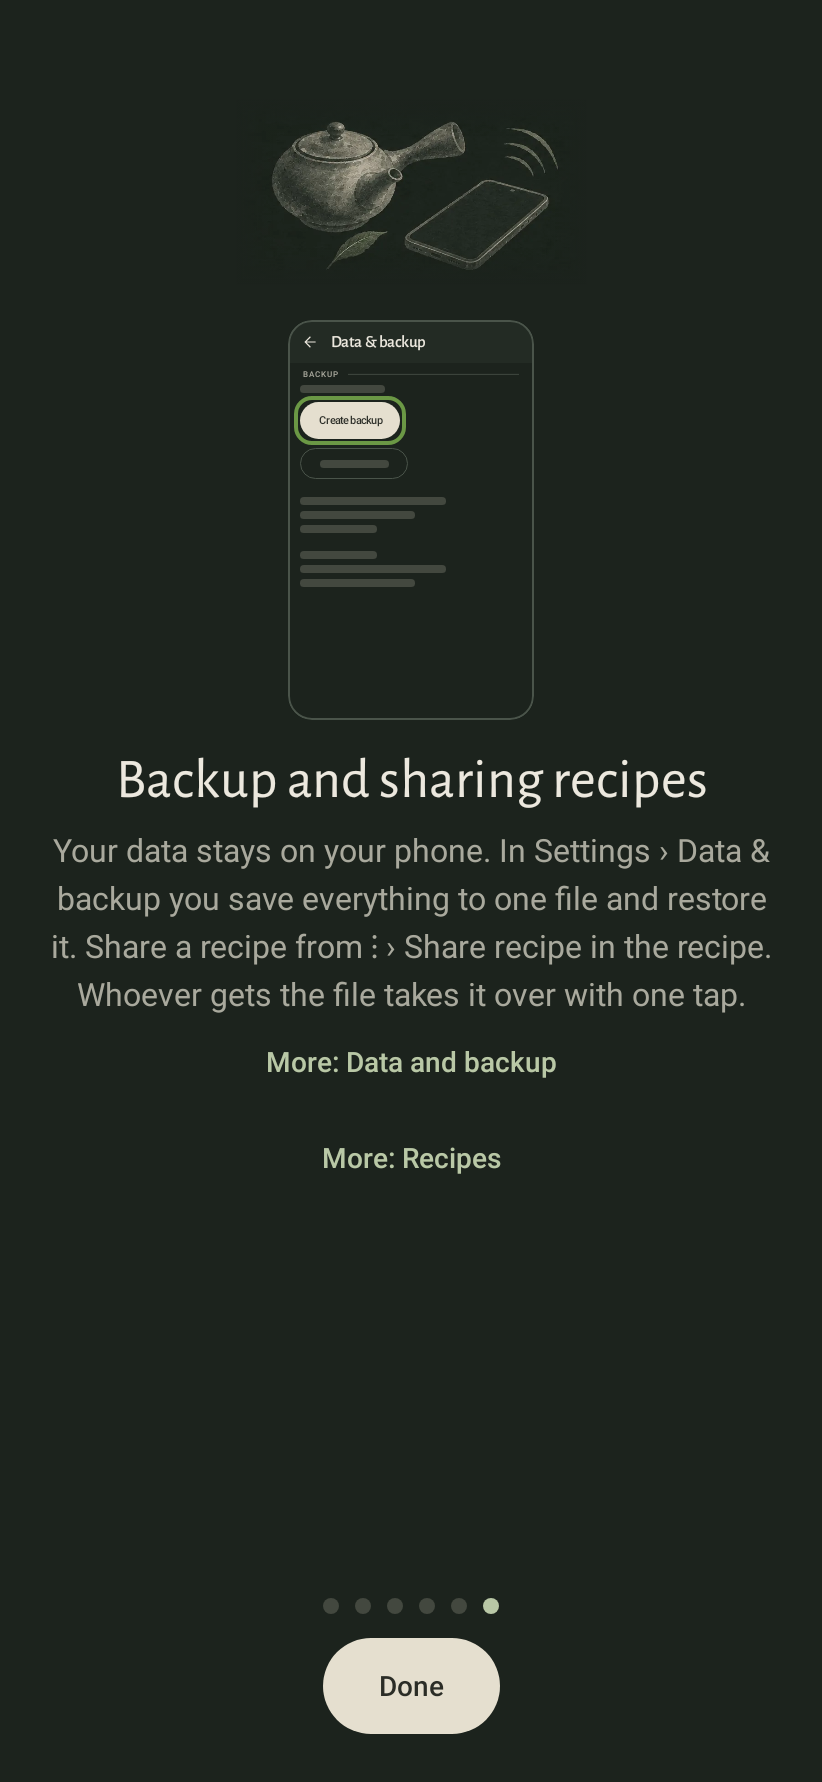 Data & backup
BACKUP
Create backup
Backup and sharing recipes
Your data stays on your phone. In Settings › Data &
backup you save everything to one file and restore
it. Share a recipe from ⋮ › Share recipe in the recipe.
Whoever gets the file takes it over with one tap.
More: Data and backup
More: Recipes
Done